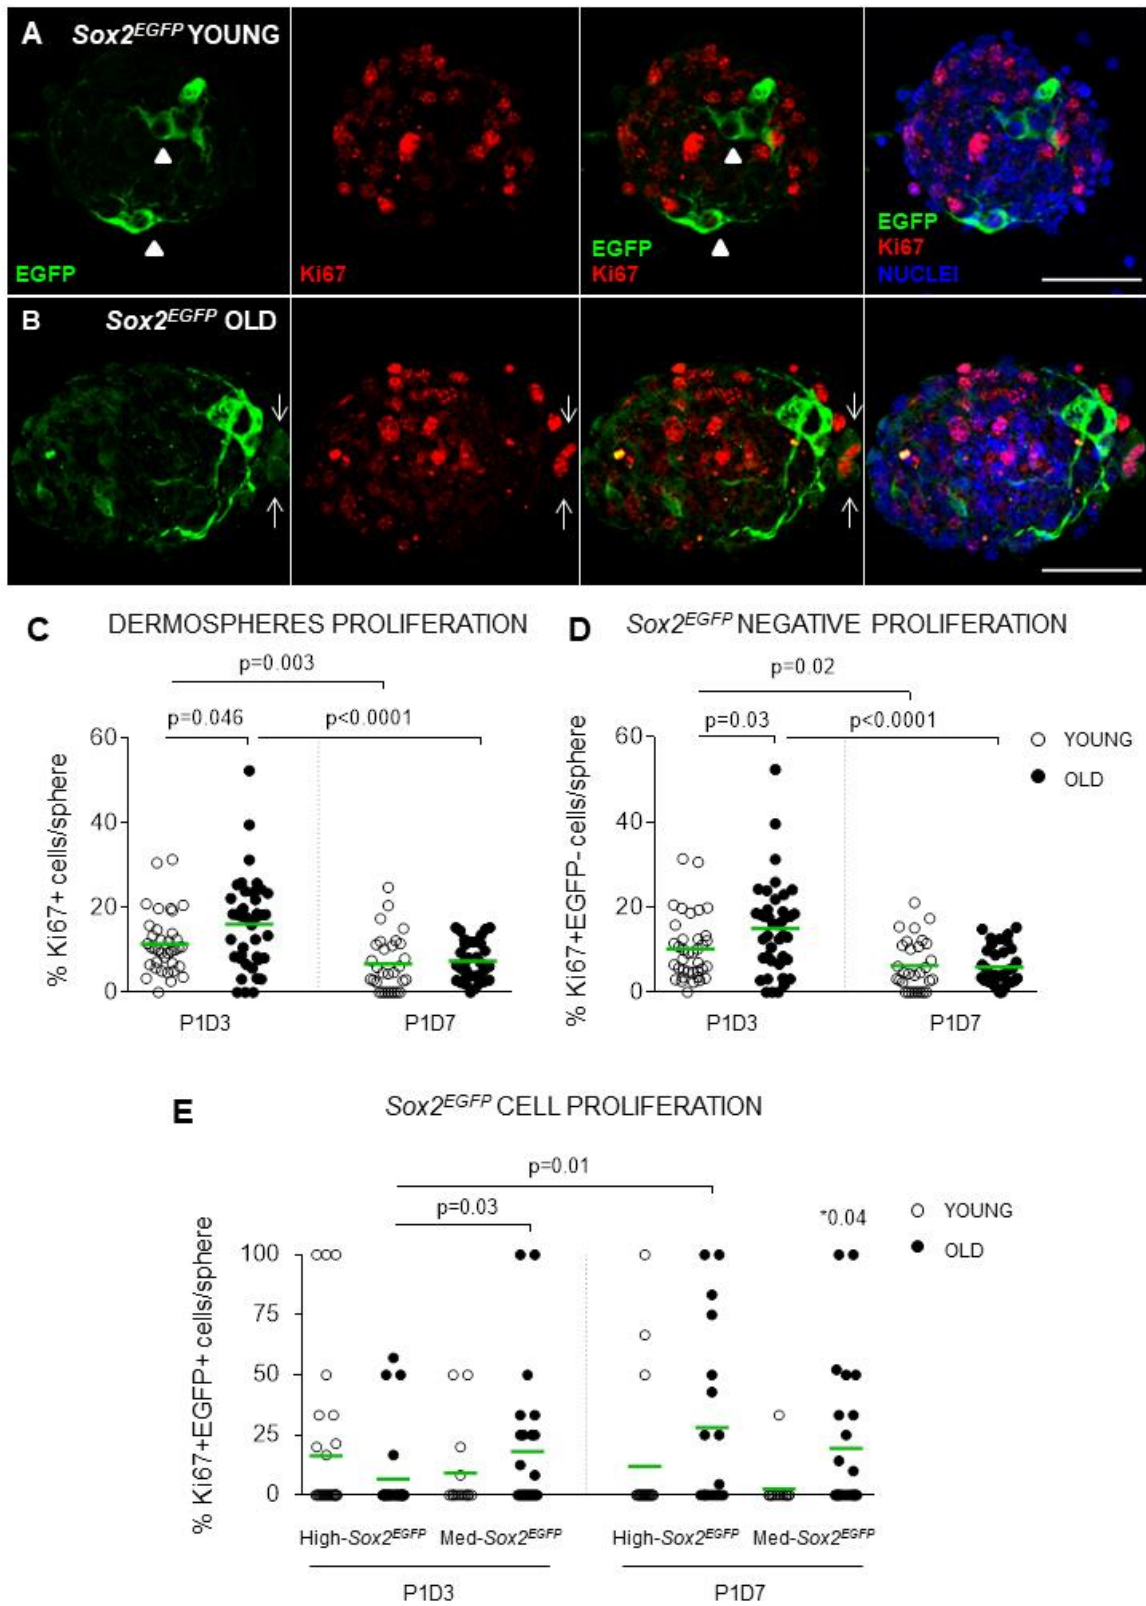 A Sox2EGFP YOUNG
EGFP
Ki67
EGFP
Ki67
EGFP
Ki67
NUCLEI
B Sox2EGFP OLD
C DERMOSPHERES PROLIFERATION
p=0.003
p=0.046 p<0.0001
% Ki67+ cells/sphere
60
40
20
0
P1D3 P1D7
D Sox2EGFP NEGATIVE PROLIFERATION
p=0.02
p=0.03 p<0.0001
% Ki67+EGFP- cells/sphere
60
40
20
0
P1D3 P1D7
YOUNG
OLD
E Sox2EGFP CELL PROLIFERATION
p=0.01
p=0.03
*0.04
YOUNG
OLD
% Ki67+EGFP+ cells/sphere
100
75
50
25
0
High-Sox2EGFP Med-Sox2EGFP High-Sox2EGFP Med-Sox2EGFP
P1D3 P1D7